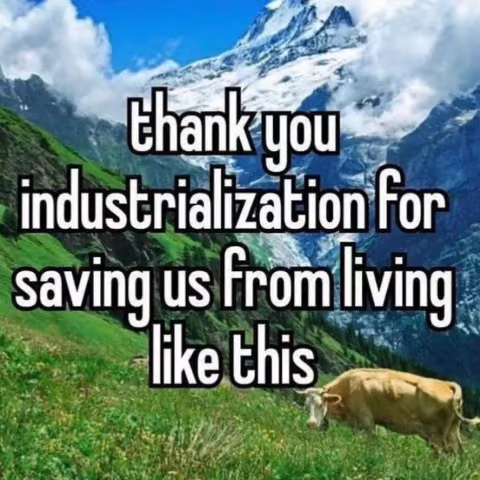 thank you
industrialization for
saving us from living
like this